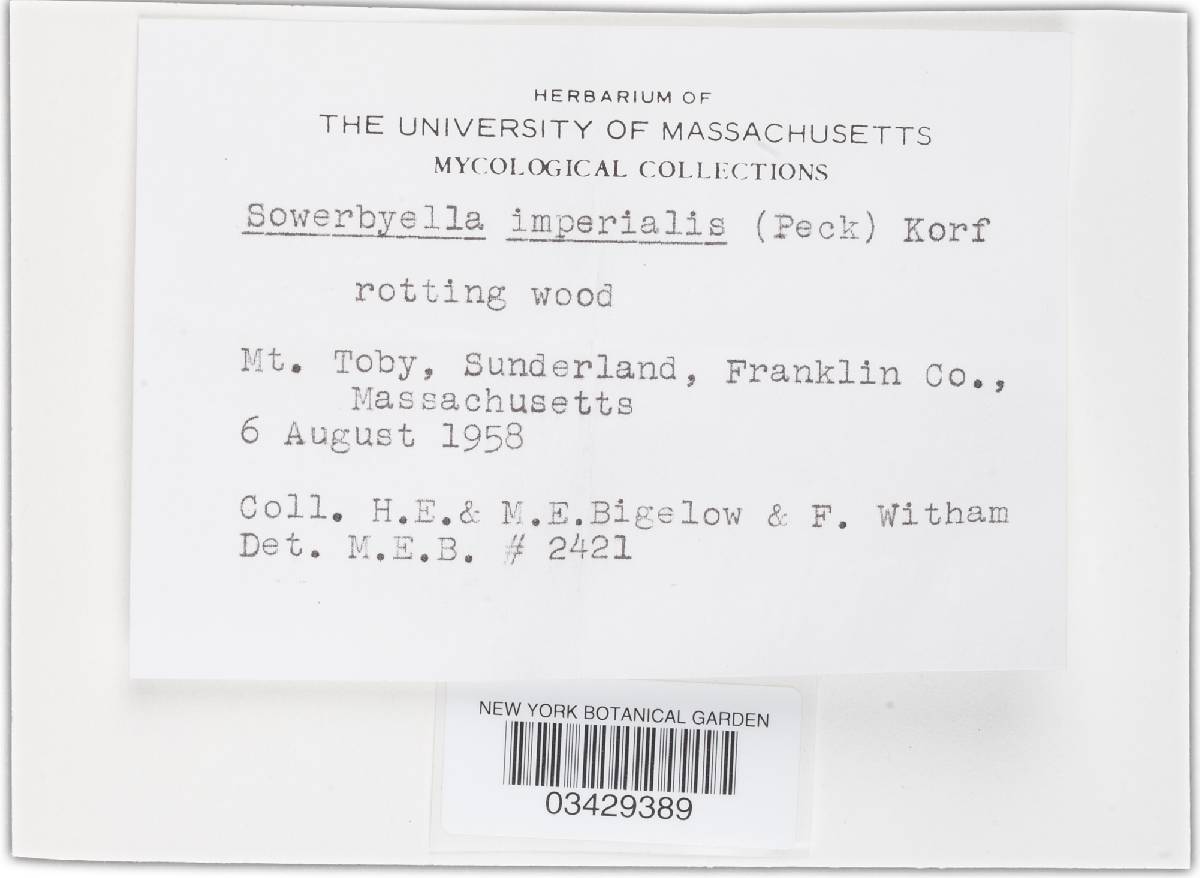 HERBARIUM OF
THE UNIVERSITY OF MASSACHUSETTS
MYCOLOGICAL COLLECTIONS
Sowerbyella imperialis (Peck) Korf
rotting wood
Mt. Toby, Sunderland, Franklin Co.,
Massachusetts
6 August 1958
Coll. H.E.& M.E.Bigelow & F. Witham
Det. M.E.B. # 2421
NEW YORK BOTANICAL GARDEN
03429389